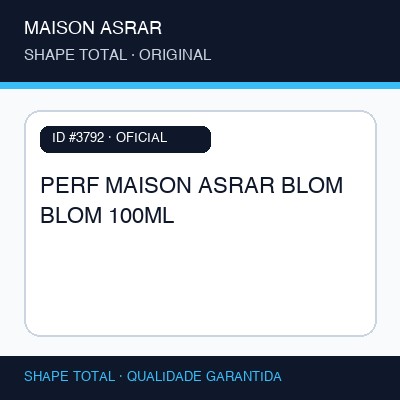 MAISON ASRAR
SHAPE TOTAL · ORIGINAL
ID #3792 · OFICIAL
PERF MAISON ASRAR BLOM
BLOM 100ML
SHAPE TOTAL · QUALIDADE GARANTIDA